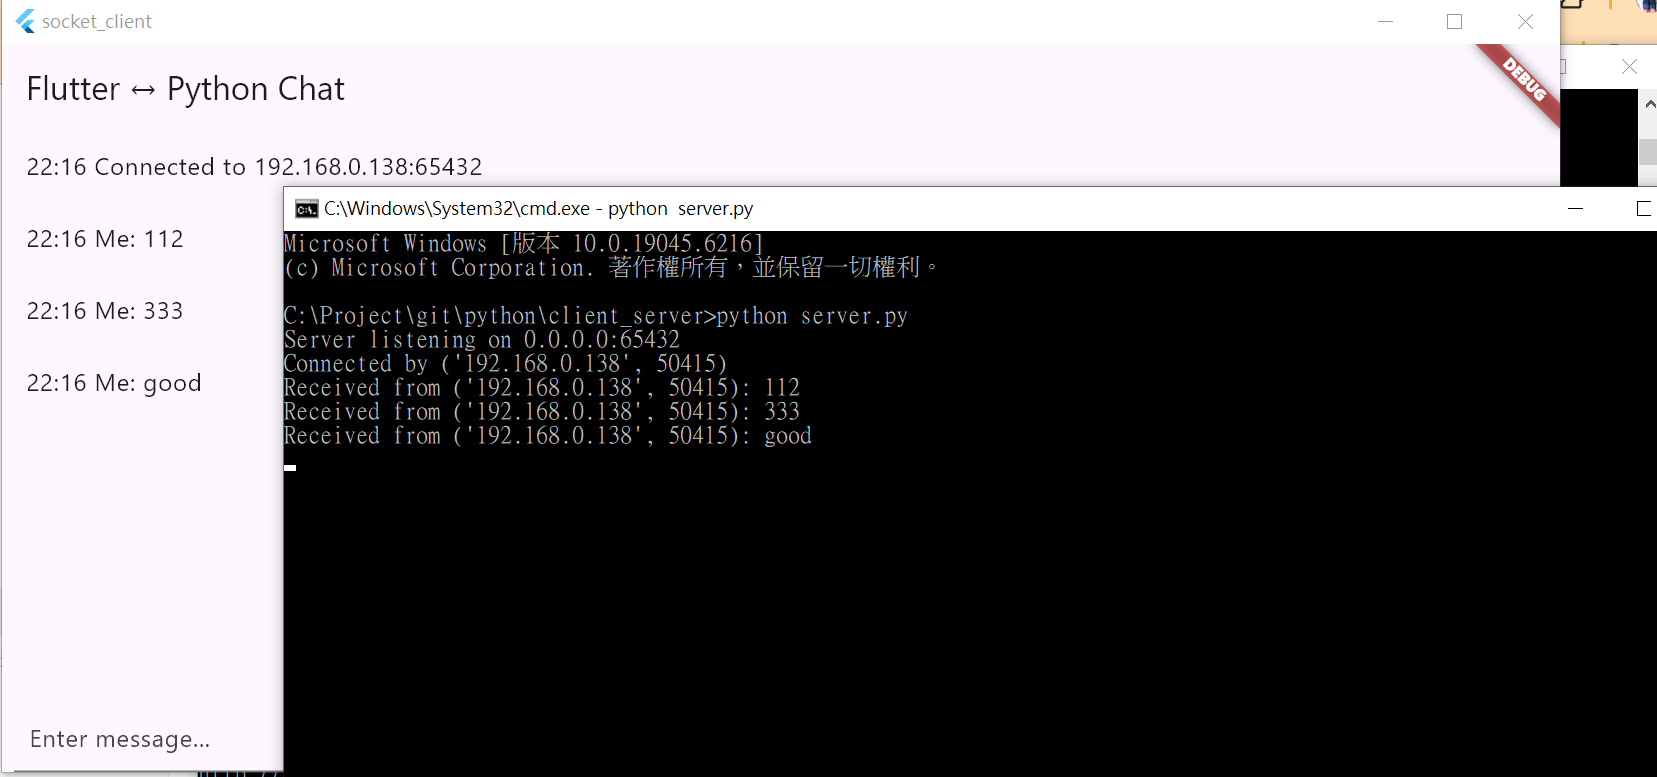 socket_client
DEBUG
Flutter ↔ Python Chat
22:16 Connected to 192.168.0.138:65432
22:16 Me: 112
22:16 Me: 333
22:16 Me: good
Enter message...
C:\Windows\System32\cmd.exe - python  server.py
Microsoft Windows [版本 10.0.19045.6216]
(c) Microsoft Corporation. 著作權所有，並保留一切權利。
C:\Project\git\python\client_server>python server.py
Server listening on 0.0.0.0:65432
Connected by ('192.168.0.138', 50415)
Received from ('192.168.0.138', 50415): 112
Received from ('192.168.0.138', 50415): 333
Received from ('192.168.0.138', 50415): good